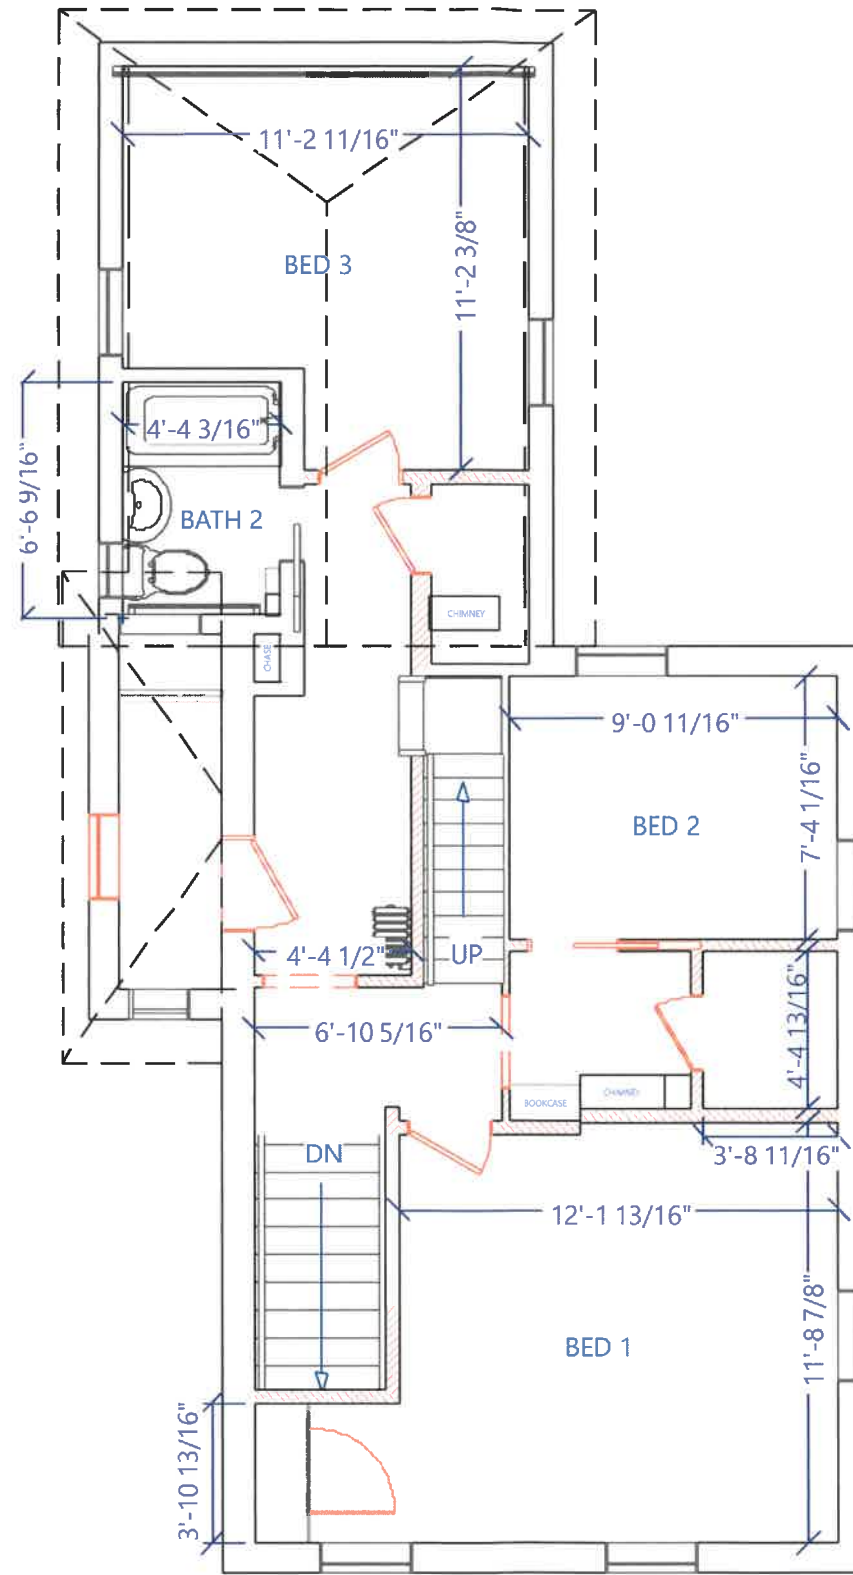 11'-2 11/16"
11'-2 3/8"
BED 3
4'-4 3/16"
6'-6 9/16"
BATH 2
CHIMNEY
CHASE
9'-0 11/16"
7'-4 1/16"
BED 2
4'-4 1/2"
UP
6'-10 5/16"
4'-4 13/16"
CHIMNEY
BOOKCASE
DN
3'-8 11/16"
12'-1 13/16"
11'-8 7/8"
BED 1
3'-10 13/16"